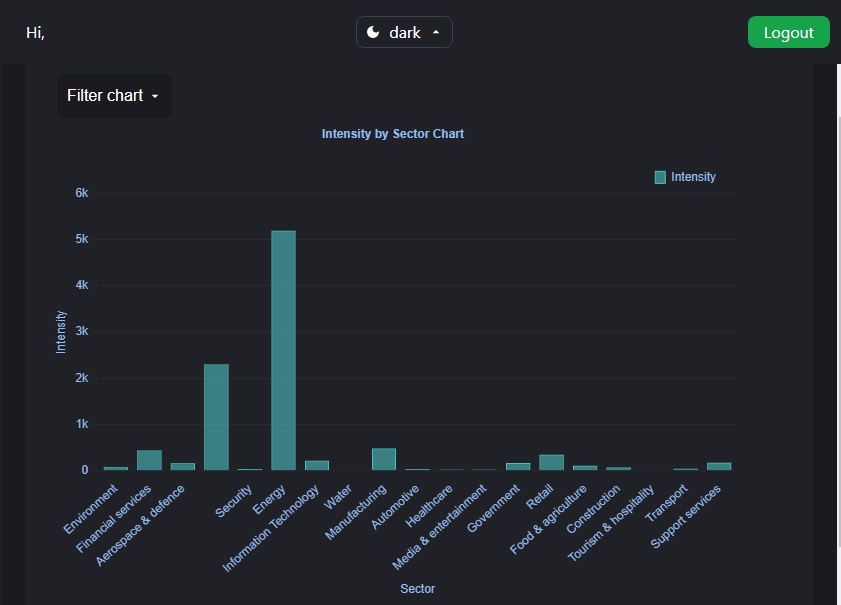 Hi,
dark
Logout
Filter chart
Intensity by Sector Chart
Intensity
6k
5k
4k
3k
2k
1k
0
Intensity
Environment
Financial services
Aerospace & defence
Security
Energy
Information Technology
Water
Manufacturing
Automotive
Healthcare
Media & entertainment
Government
Retail
Food & agriculture
Construction
Tourism & hospitality
Transport
Support services
Sector